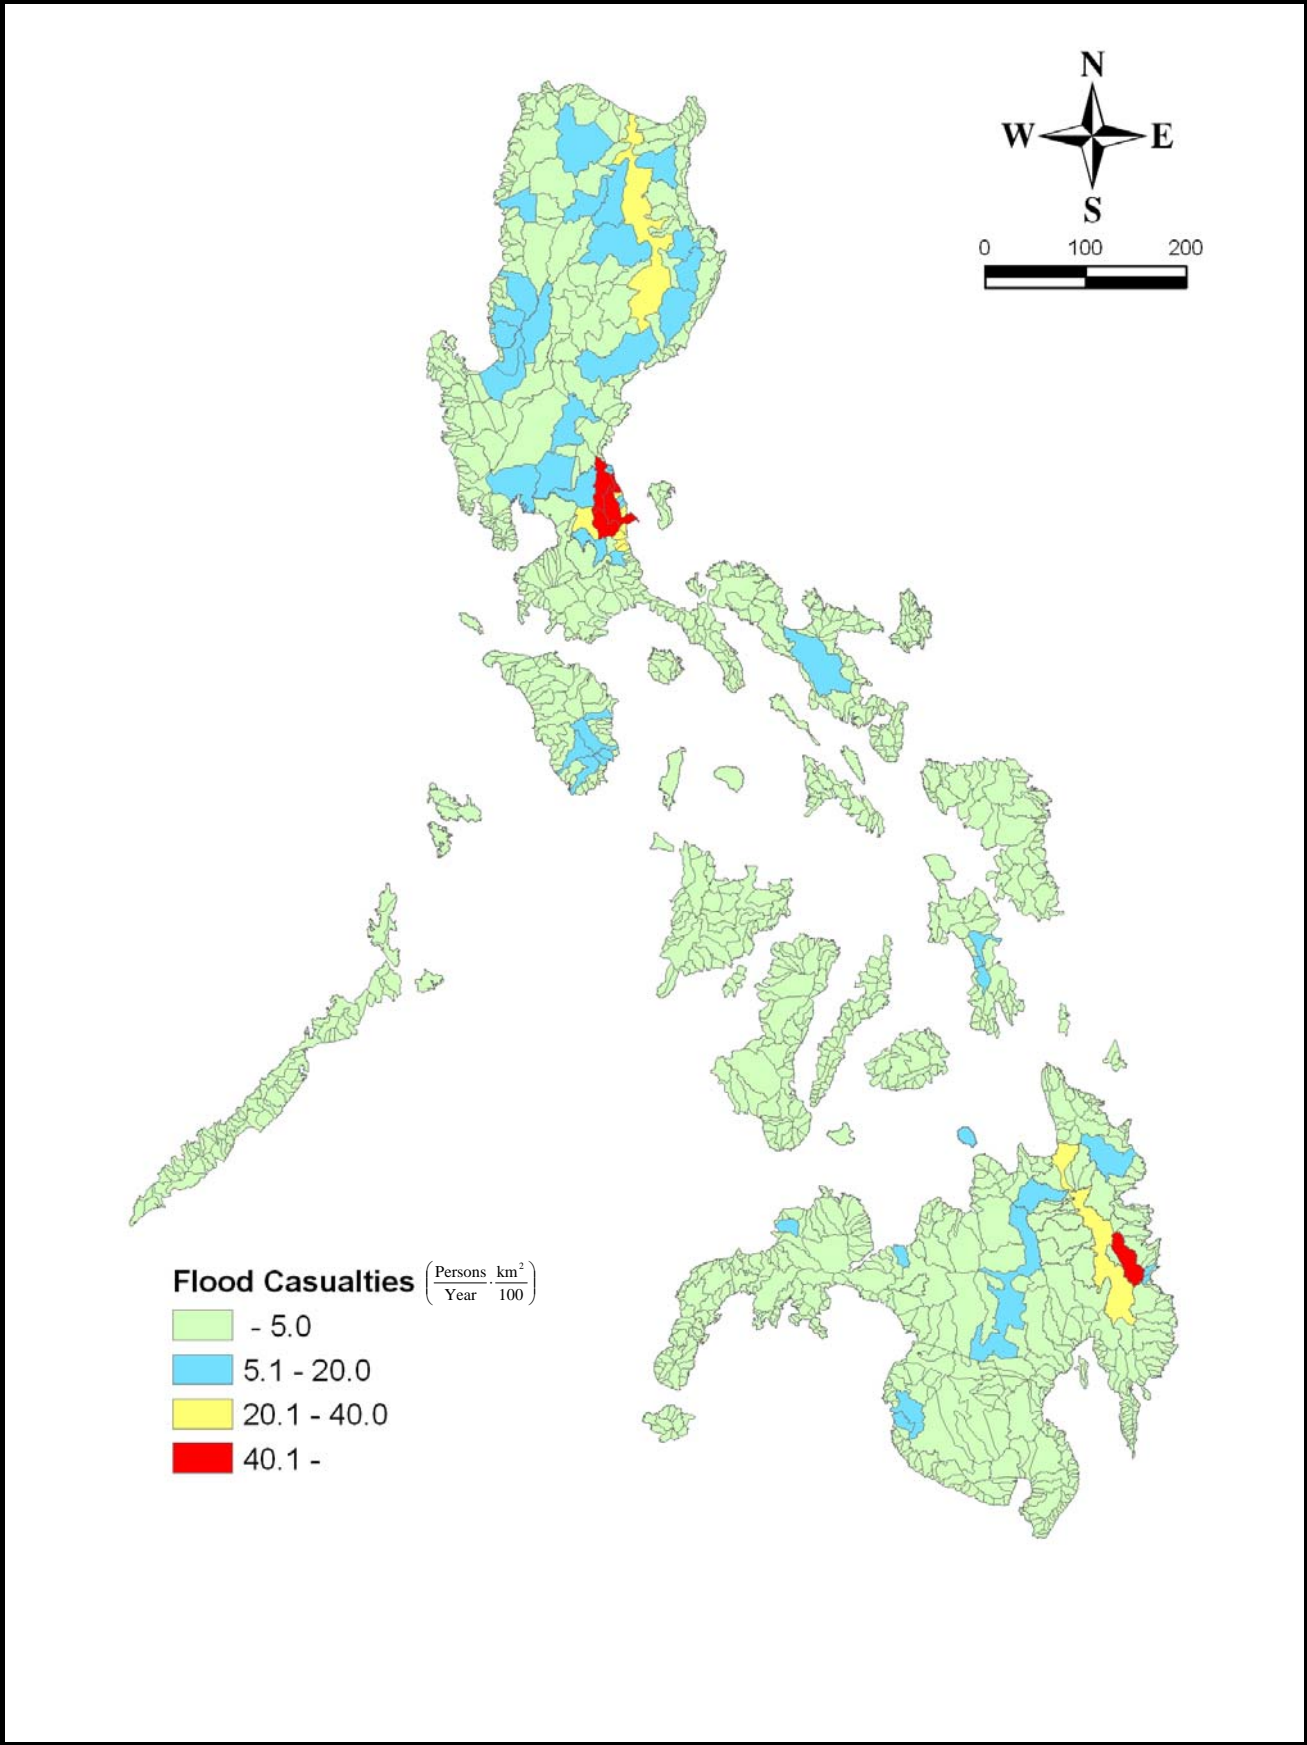 N
W E
S
0 100 200
Flood Casualties (Persons/Year · km²/100)
- 5.0
5.1 - 20.0
20.1 - 40.0
40.1 -